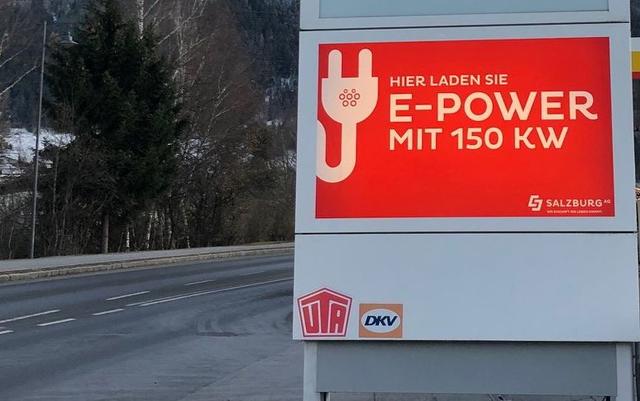 HIER LADEN SIE
E-POWER
MIT 150 KW
SALZBURG AG
UTA
DKV